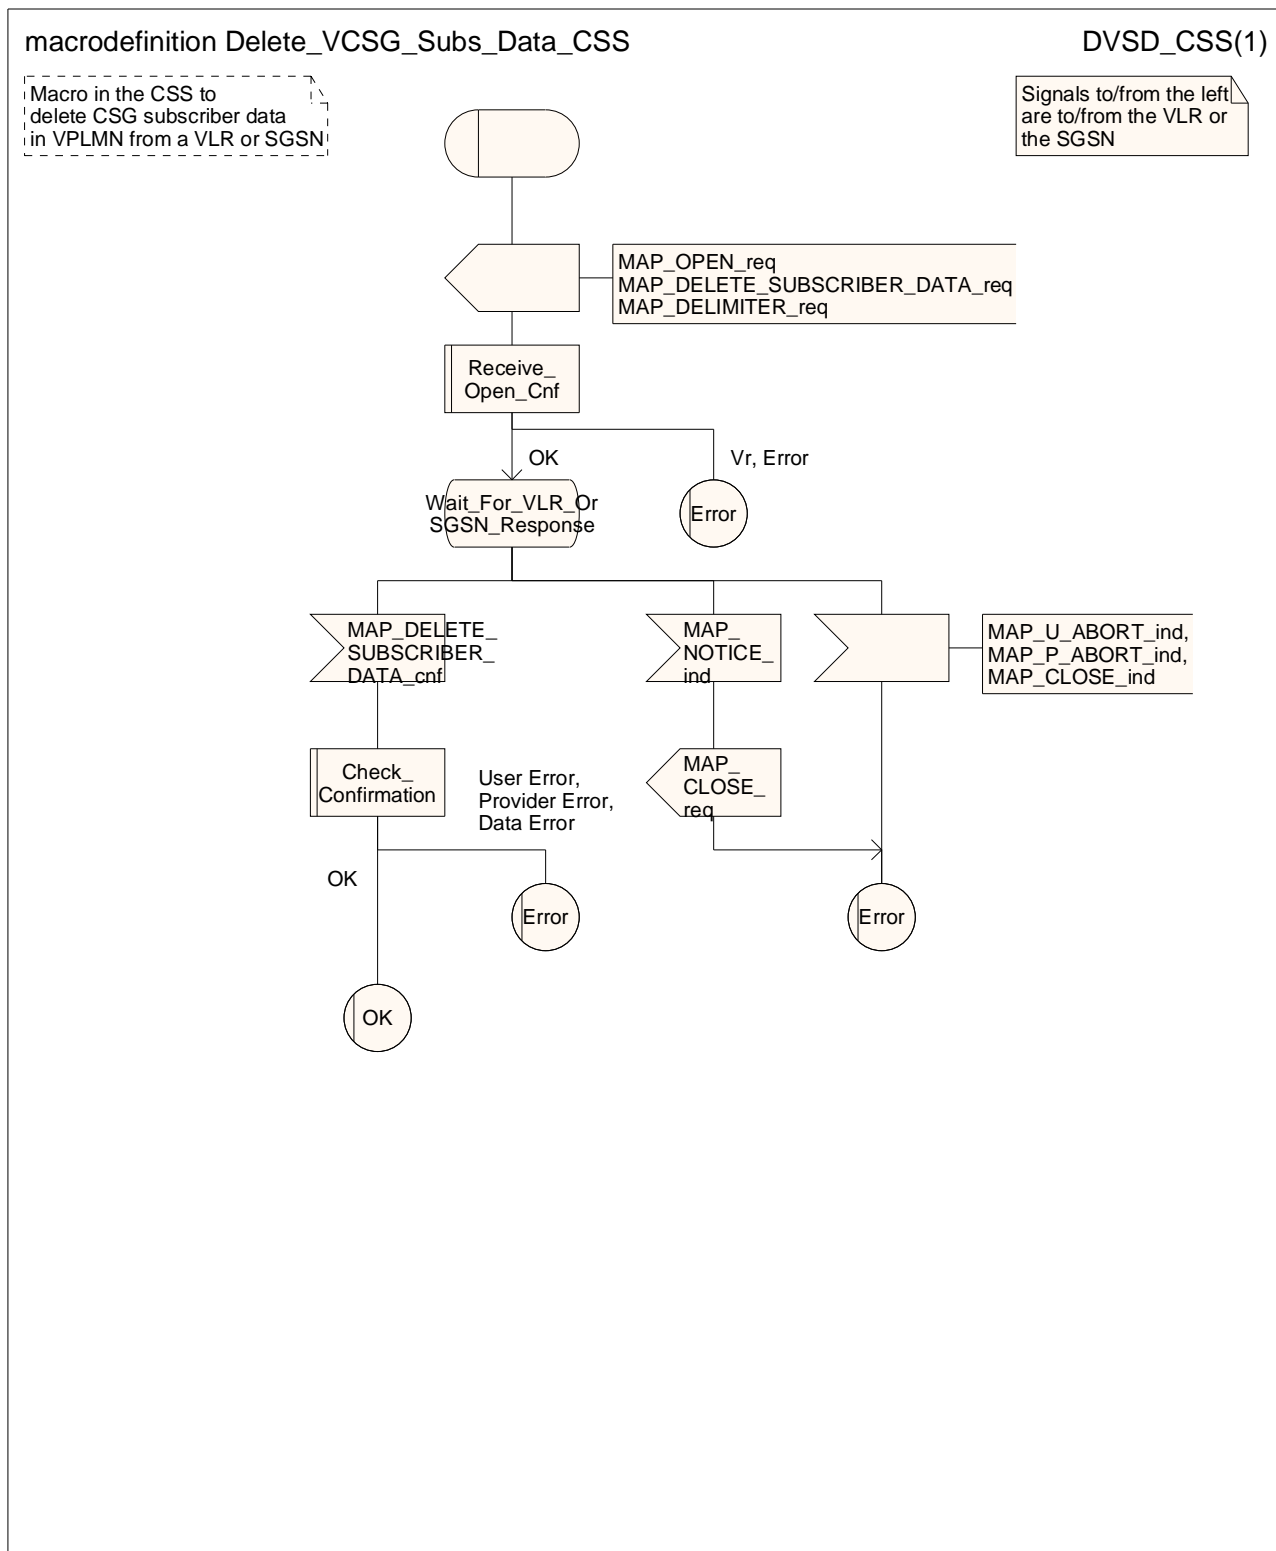 macrodefinition Delete_VCSG_Subs_Data_CSS
DVSD_CSS(1)
Macro in the CSS to
delete CSG subscriber data
in VPLMN from a VLR or SGSN
Signals to/from the left
are to/from the VLR or
the SGSN
MAP_OPEN_req
MAP_DELETE_SUBSCRIBER_DATA_req
MAP_DELIMITER_req
Receive_
Open_Cnf
OK
Vr, Error
Wait_For_VLR_Or
SGSN_Response
Error
MAP_DELETE_
SUBSCRIBER_
DATA_cnf
MAP_
NOTICE_
ind
MAP_U_ABORT_ind,
MAP_P_ABORT_ind,
MAP_CLOSE_ind
Check_
Confirmation
User Error,
Provider Error,
Data Error
MAP_
CLOSE_
req
OK
Error
Error
OK